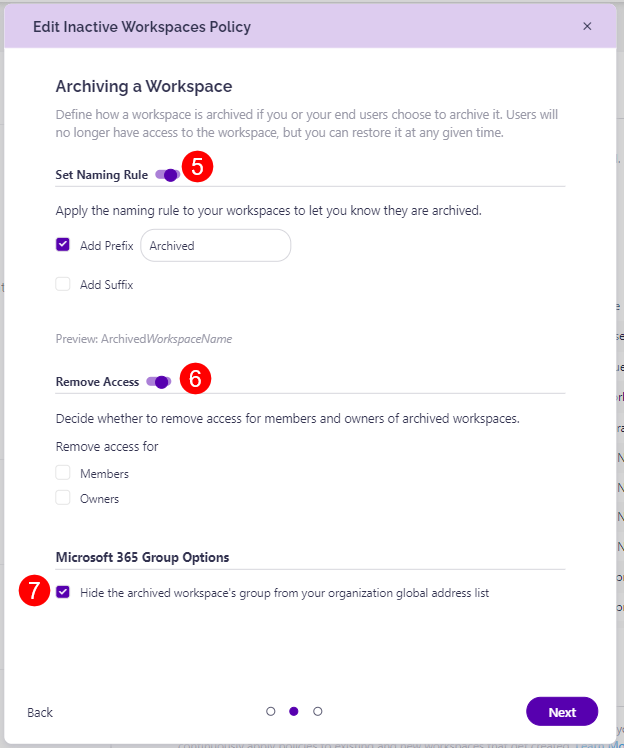 Edit Inactive Workspaces Policy
×
Archiving a Workspace
Define how a workspace is archived if you or your end users choose to archive it. Users will
no longer have access to the workspace, but you can restore it at any given time.
Set Naming Rule 5
Apply the naming rule to your workspaces to let you know they are archived.
Add Prefix Archived
Add Suffix
Preview: ArchivedWorkspaceName
Remove Access 6
Decide whether to remove access for members and owners of archived workspaces.
Remove access for
Members
Owners
Microsoft 365 Group Options
7 Hide the archived workspace's group from your organization global address list
Back Next